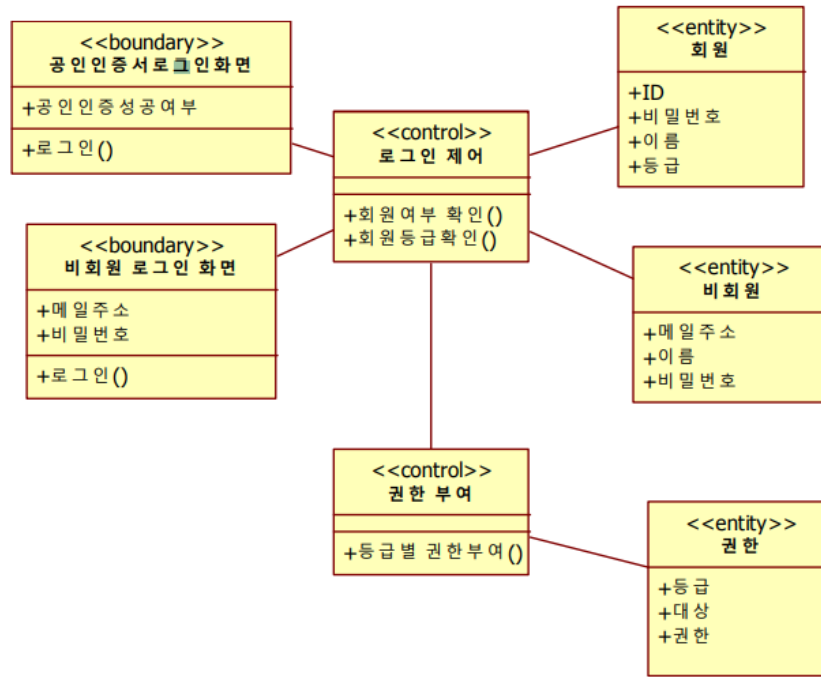 <<boundary>>
공인인증서로그인화면
+공인인증성공여부
+로그인()
<<boundary>>
비회원 로그인 화면
+메일주소
+비밀번호
+로그인()
<<control>>
로그인 제어
+회원여부 확인()
+회원등급확인()
<<control>>
권한 부여
+등급별 권한부여()
<<entity>>
회원
+ID
+비밀번호
+이름
+등급
<<entity>>
비회원
+메일주소
+이름
+비밀번호
<<entity>>
권한
+등급
+대상
+권한